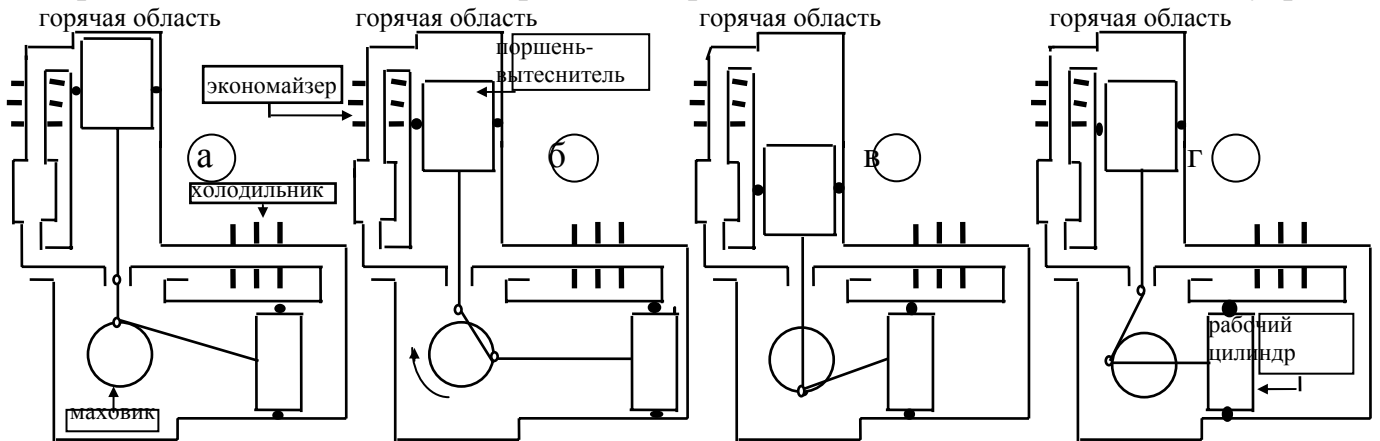 горячая область
горячая область
горячая область
горячая область
поршень-
вытеснитель
экономайзер
а
б
в
г
холодильник
рабочий
цилиндр
маховик